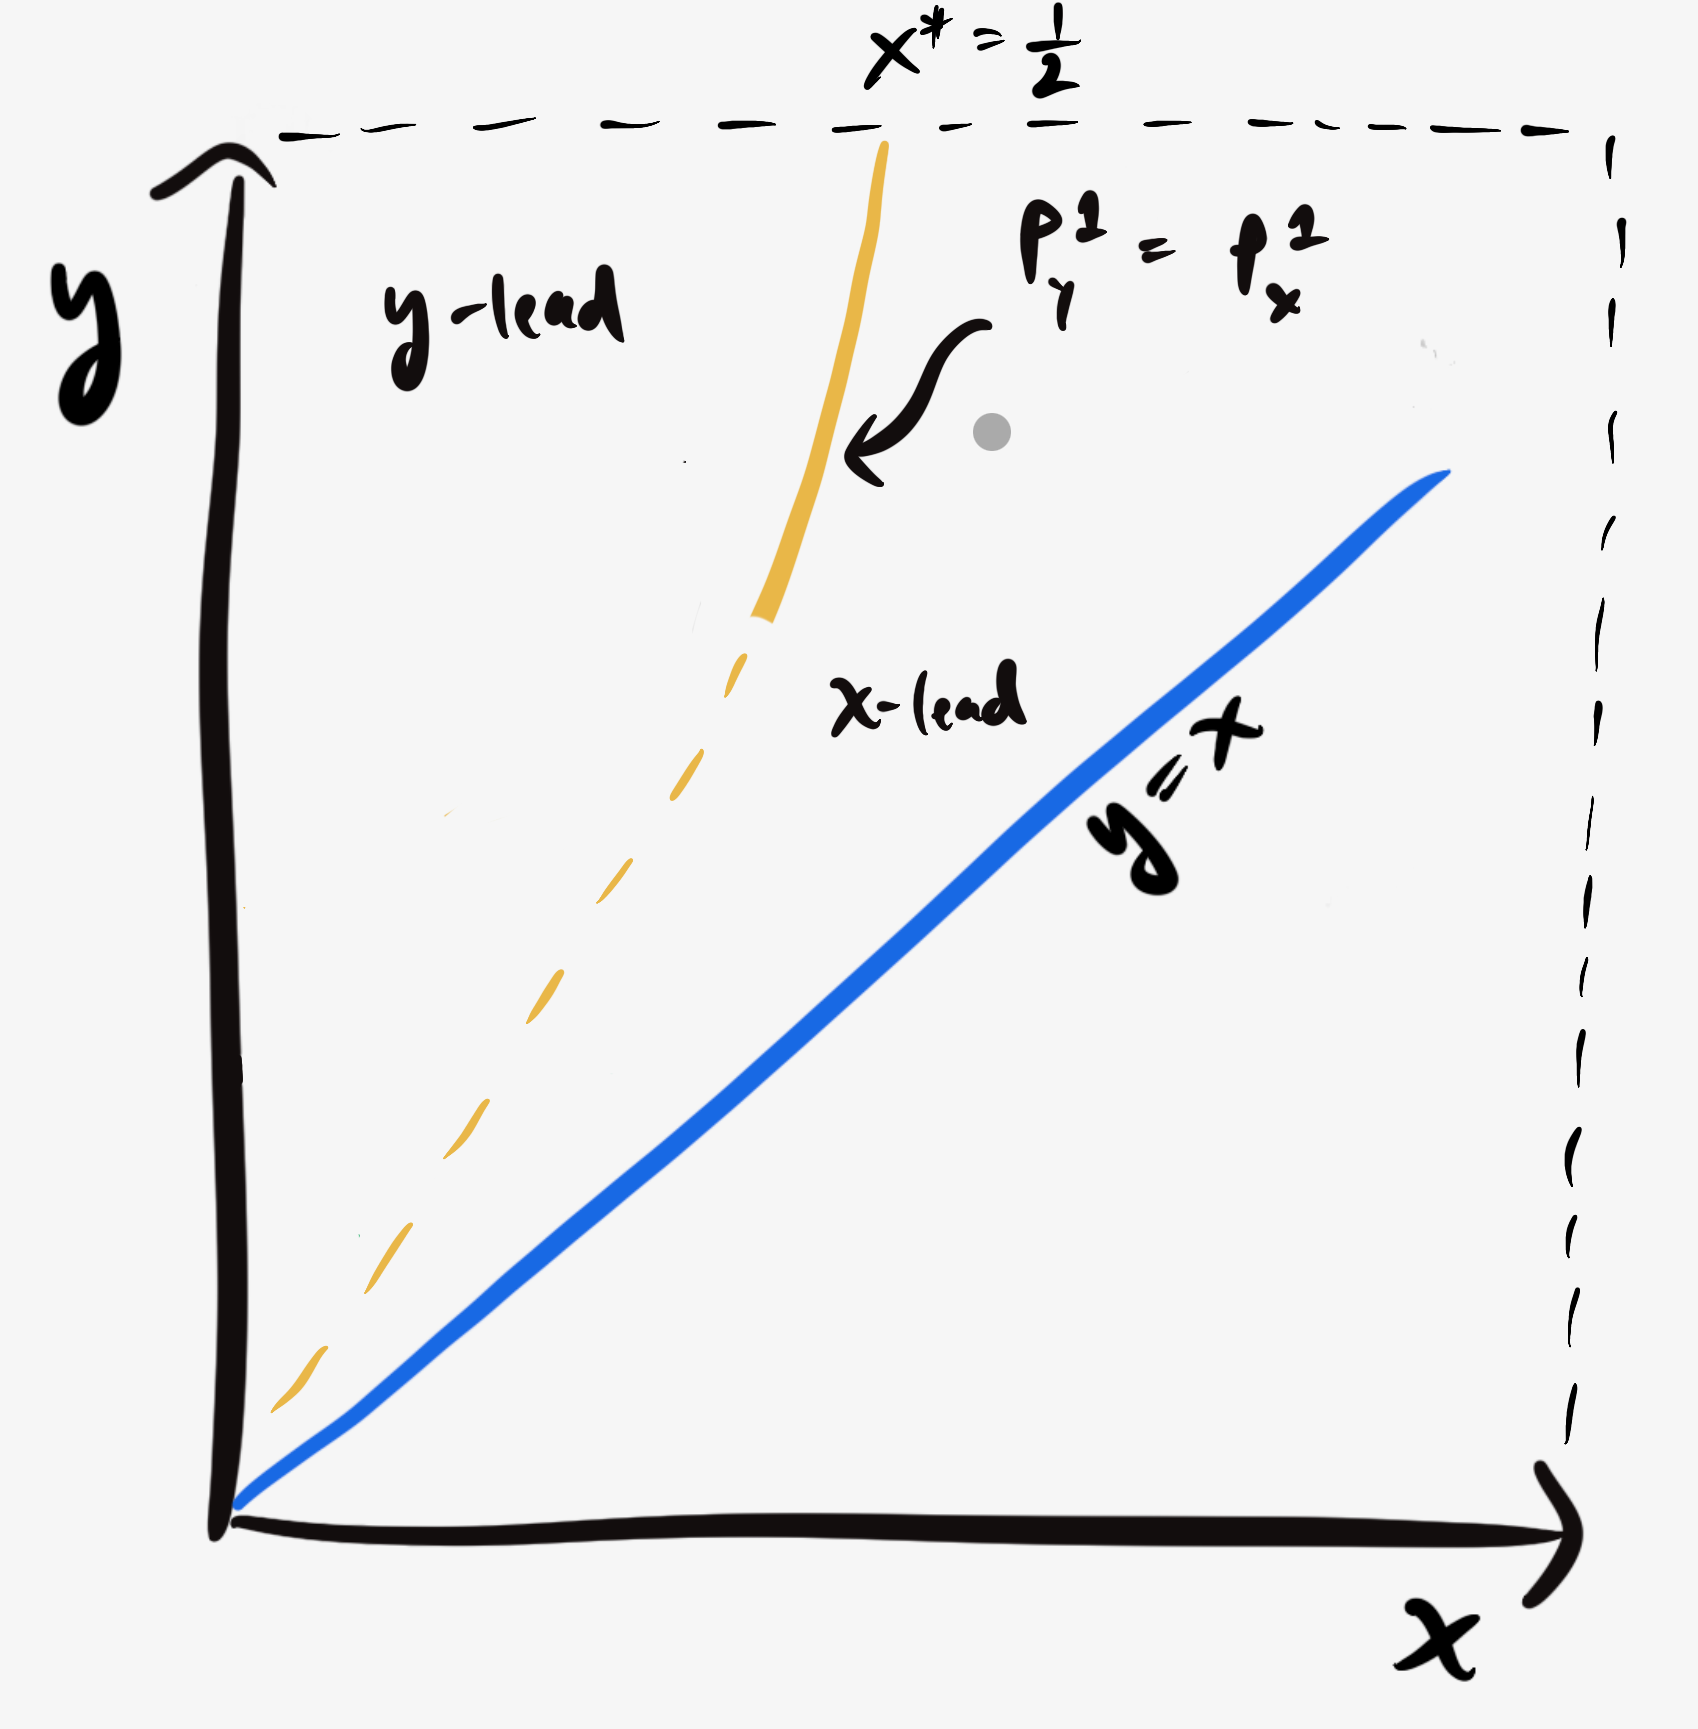 x* = 1/2
p_y^1 = p_x^1
y
y-lead
x-lead
y = x
x